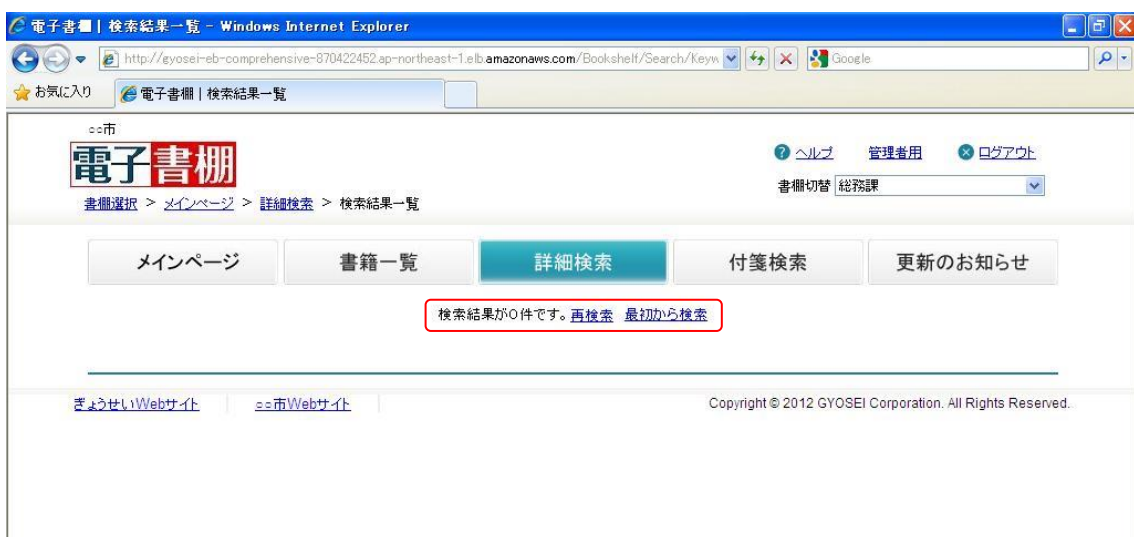 電子書棚 | 検索結果一覧 - Windows Internet Explorer
http://gyosei-eb-comprehensive-870422452.ap-northeast-1.elb.amazonaws.com/Bookshelf/Search/Keyw
Google
お気に入り
電子書棚 | 検索結果一覧
○○市
電子書棚
ヘルプ 管理者用 ログアウト
書棚切替 総務課
書棚選択 > メインページ > 詳細検索 > 検索結果一覧
メインページ 書籍一覧 詳細検索 付箋検索 更新のお知らせ
検索結果が0件です。再検索 最初から検索
ぎょうせいWebサイト ○○市Webサイト Copyright © 2012 GYOSEI Corporation. All Rights Reserved.